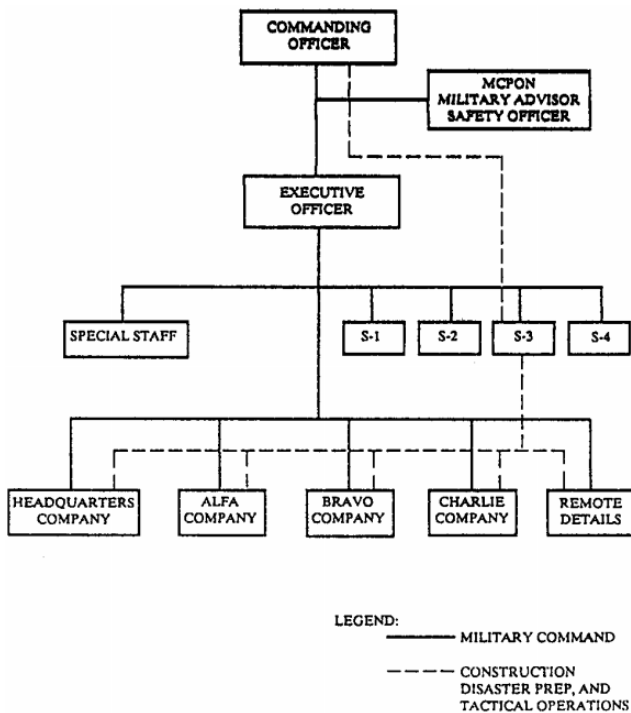 COMMANDING
OFFICER
MCPON
MILITARY ADVISOR
SAFETY OFFICER
EXECUTIVE
OFFICER
SPECIAL STAFF
S-1
S-2
S-3
S-4
HEADQUARTERS
COMPANY
ALFA
COMPANY
BRAVO
COMPANY
CHARLIE
COMPANY
REMOTE
DETAILS
LEGEND:
MILITARY COMMAND
CONSTRUCTION
DISASTER PREP, AND
TACTICAL OPERATIONS